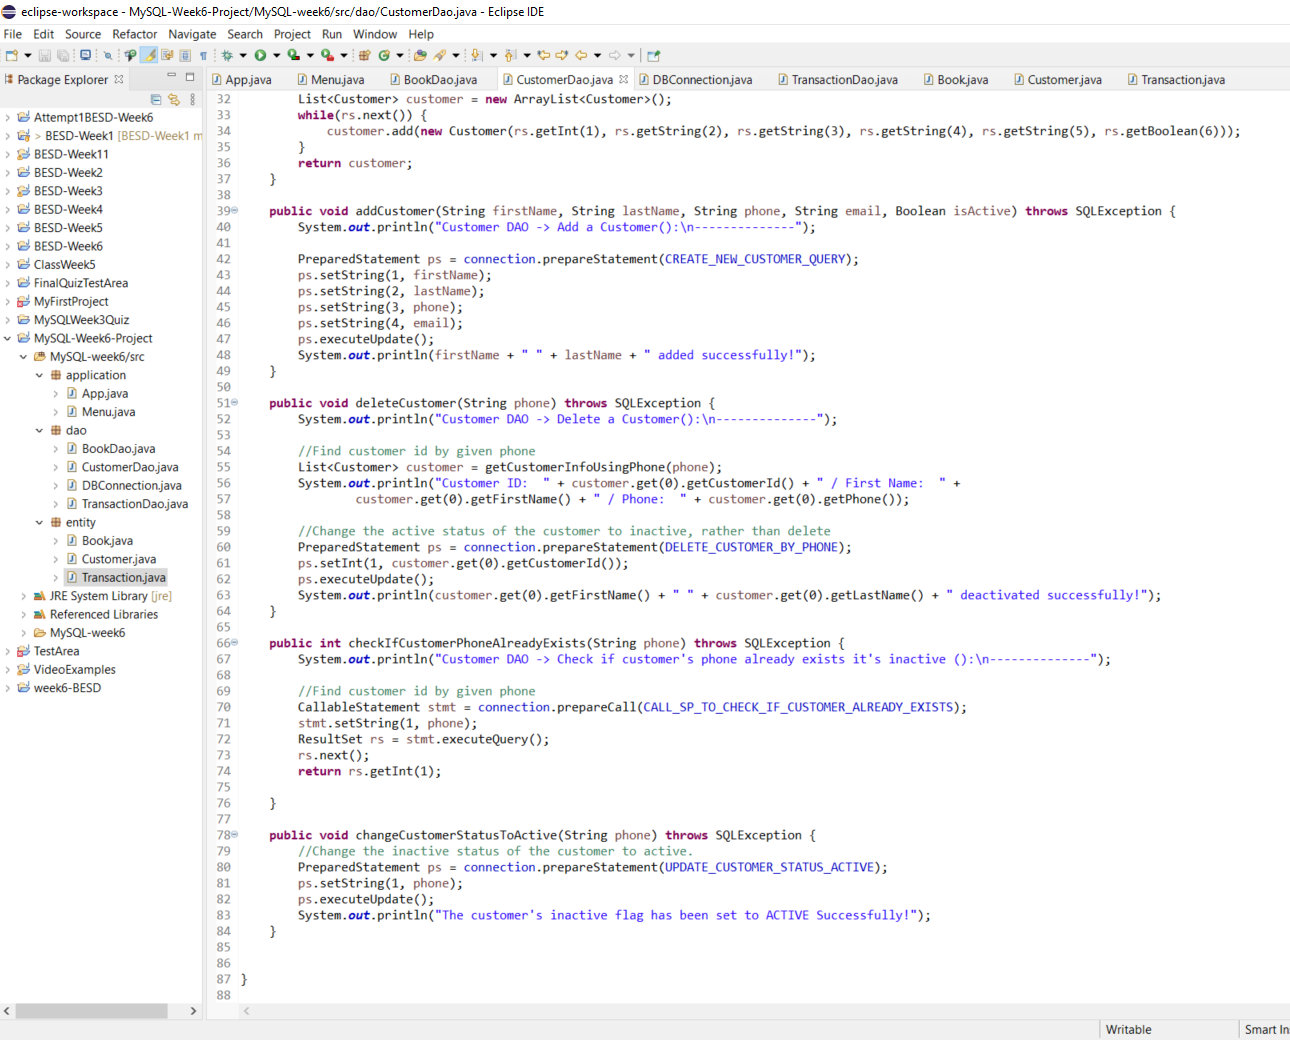 eclipse-workspace - MySQL-Week6-Project/MySQL-week6/src/dao/CustomerDao.java - Eclipse IDE
File Edit Source Refactor Navigate Search Project Run Window Help
Package Explorer
App.java Menu.java BookDao.java CustomerDao.java DBConnection.java TransactionDao.java Book.java Customer.java Transaction.java
Attempt1BESD-Week6
> BESD-Week1 [BESD-Week1 m
BESD-Week11
BESD-Week2
BESD-Week3
BESD-Week4
BESD-Week5
BESD-Week6
ClassWeek5
FinalQuizTestArea
MyFirstProject
MySQLWeek3Quiz
MySQL-Week6-Project
MySQL-week6/src
application
App.java
Menu.java
dao
BookDao.java
CustomerDao.java
DBConnection.java
TransactionDao.java
entity
Book.java
Customer.java
Transaction.java
JRE System Library [jre]
Referenced Libraries
MySQL-week6
TestArea
VideoExamples
week6-BESD
32 List<Customer> customer = new ArrayList<Customer>();
33 while(rs.next()) {
34 customer.add(new Customer(rs.getInt(1), rs.getString(2), rs.getString(3), rs.getString(4), rs.getString(5), rs.getBoolean(6)));
35 }
36 return customer;
37 }
38
39 public void addCustomer(String firstName, String lastName, String phone, String email, Boolean isActive) throws SQLException {
40 System.out.println("Customer DAO -> Add a Customer():\n--------------");
41
42 PreparedStatement ps = connection.prepareStatement(CREATE_NEW_CUSTOMER_QUERY);
43 ps.setString(1, firstName);
44 ps.setString(2, lastName);
45 ps.setString(3, phone);
46 ps.setString(4, email);
47 ps.executeUpdate();
48 System.out.println(firstName + " " + lastName + " added successfully!");
49 }
50
51 public void deleteCustomer(String phone) throws SQLException {
52 System.out.println("Customer DAO -> Delete a Customer():\n--------------");
53
54 //Find customer id by given phone
55 List<Customer> customer = getCustomerInfoUsingPhone(phone);
56 System.out.println("Customer ID:  " + customer.get(0).getCustomerId() + " / First Name:  " +
57 customer.get(0).getFirstName() + " / Phone:  " + customer.get(0).getPhone());
58
59 //Change the active status of the customer to inactive, rather than delete
60 PreparedStatement ps = connection.prepareStatement(DELETE_CUSTOMER_BY_PHONE);
61 ps.setInt(1, customer.get(0).getCustomerId());
62 ps.executeUpdate();
63 System.out.println(customer.get(0).getFirstName() + " " + customer.get(0).getLastName() + " deactivated successfully!");
64 }
65
66 public int checkIfCustomerPhoneAlreadyExists(String phone) throws SQLException {
67 System.out.println("Customer DAO -> Check if customer's phone already exists it's inactive ():\n--------------");
68
69 //Find customer id by given phone
70 CallableStatement stmt = connection.prepareCall(CALL_SP_TO_CHECK_IF_CUSTOMER_ALREADY_EXISTS);
71 stmt.setString(1, phone);
72 ResultSet rs = stmt.executeQuery();
73 rs.next();
74 return rs.getInt(1);
75
76 }
77
78 public void changeCustomerStatusToActive(String phone) throws SQLException {
79 //Change the inactive status of the customer to active.
80 PreparedStatement ps = connection.prepareStatement(UPDATE_CUSTOMER_STATUS_ACTIVE);
81 ps.setString(1, phone);
82 ps.executeUpdate();
83 System.out.println("The customer's inactive flag has been set to ACTIVE Successfully!");
84 }
85
86
87 }
88
Writable Smart In